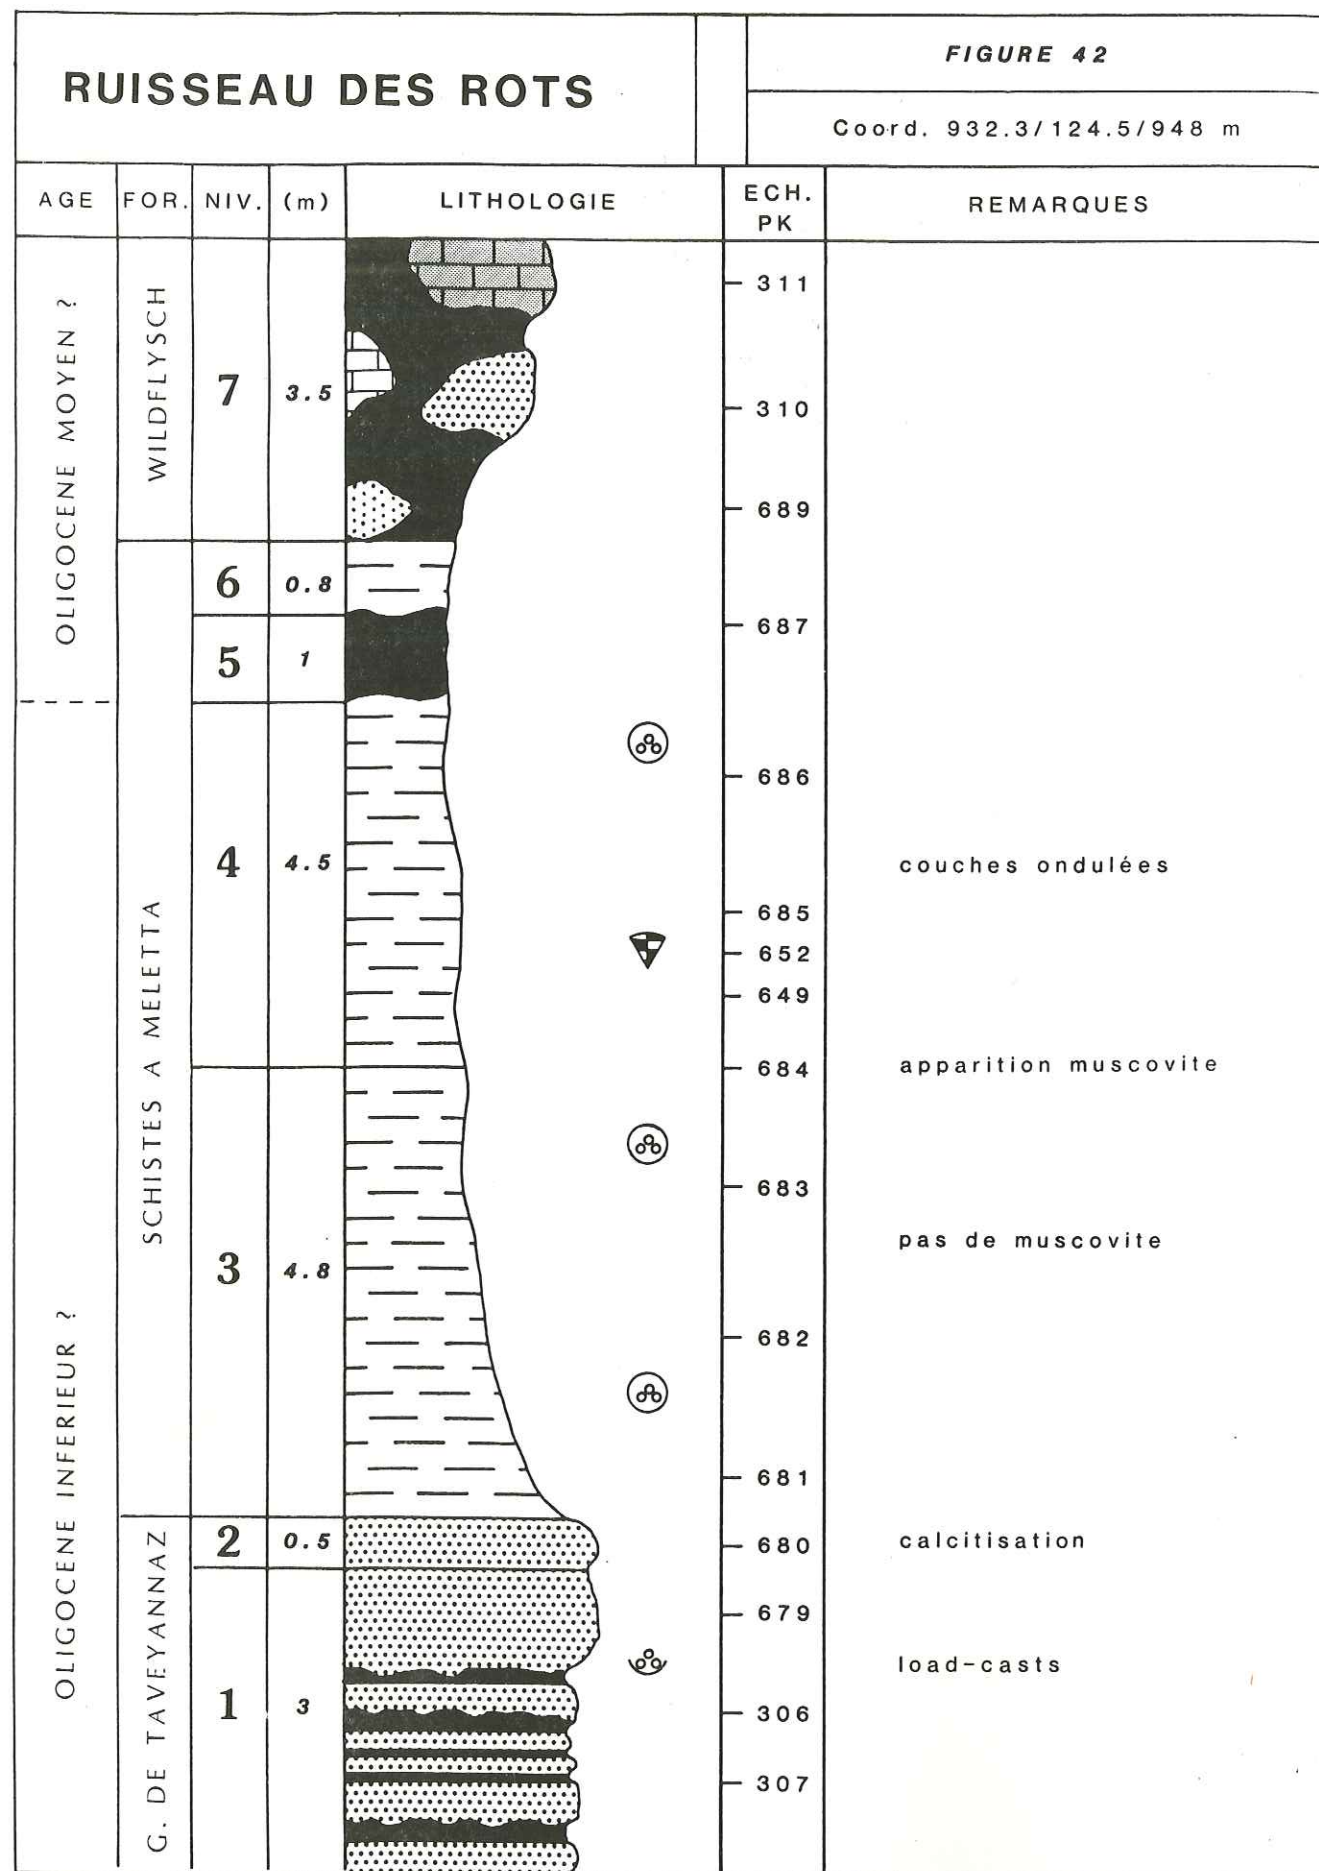 RUISSEAU DES ROTS
FIGURE 42
Coord. 932.3/124.5/948 m
AGE
FOR.
NIV.
(m)
LITHOLOGIE
ECH.
PK
REMARQUES
OLIGOCENE MOYEN ?
OLIGOCENE INFERIEUR ?
WILDFLYSCH
SCHISTES A MELETTA
G. DE TAVEYANNAZ
7
3.5
6
0.8
5
1
4
4.5
3
4.8
2
0.5
1
3
311
310
689
687
686
couches ondulées
685
652
649
684
apparition muscovite
683
pas de muscovite
682
681
680
calcitisation
679
load-casts
306
307